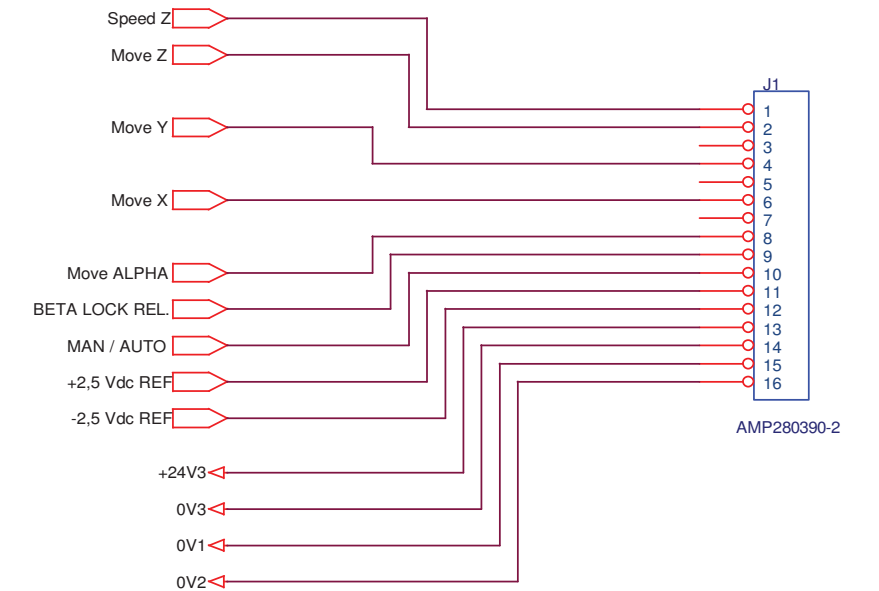 Speed Z
Move Z
Move Y
Move X
Move ALPHA
BETA LOCK REL.
MAN / AUTO
+2,5 Vdc REF
-2,5 Vdc REF
+24V3
0V3
0V1
0V2
J1
1
2
3
4
5
6
7
8
9
10
11
12
13
14
15
16
AMP280390-2